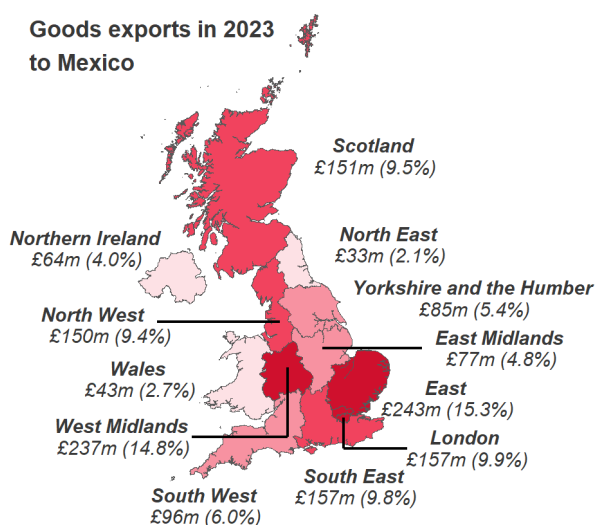 Goods exports in 2023
to Mexico
Scotland
£151m (9.5%)
Northern Ireland
£64m (4.0%)
North East
£33m (2.1%)
Yorkshire and the Humber
£85m (5.4%)
North West
£150m (9.4%)
East Midlands
£77m (4.8%)
Wales
£43m (2.7%)
East
£243m (15.3%)
West Midlands
£237m (14.8%)
London
£157m (9.9%)
South East
£157m (9.8%)
South West
£96m (6.0%)